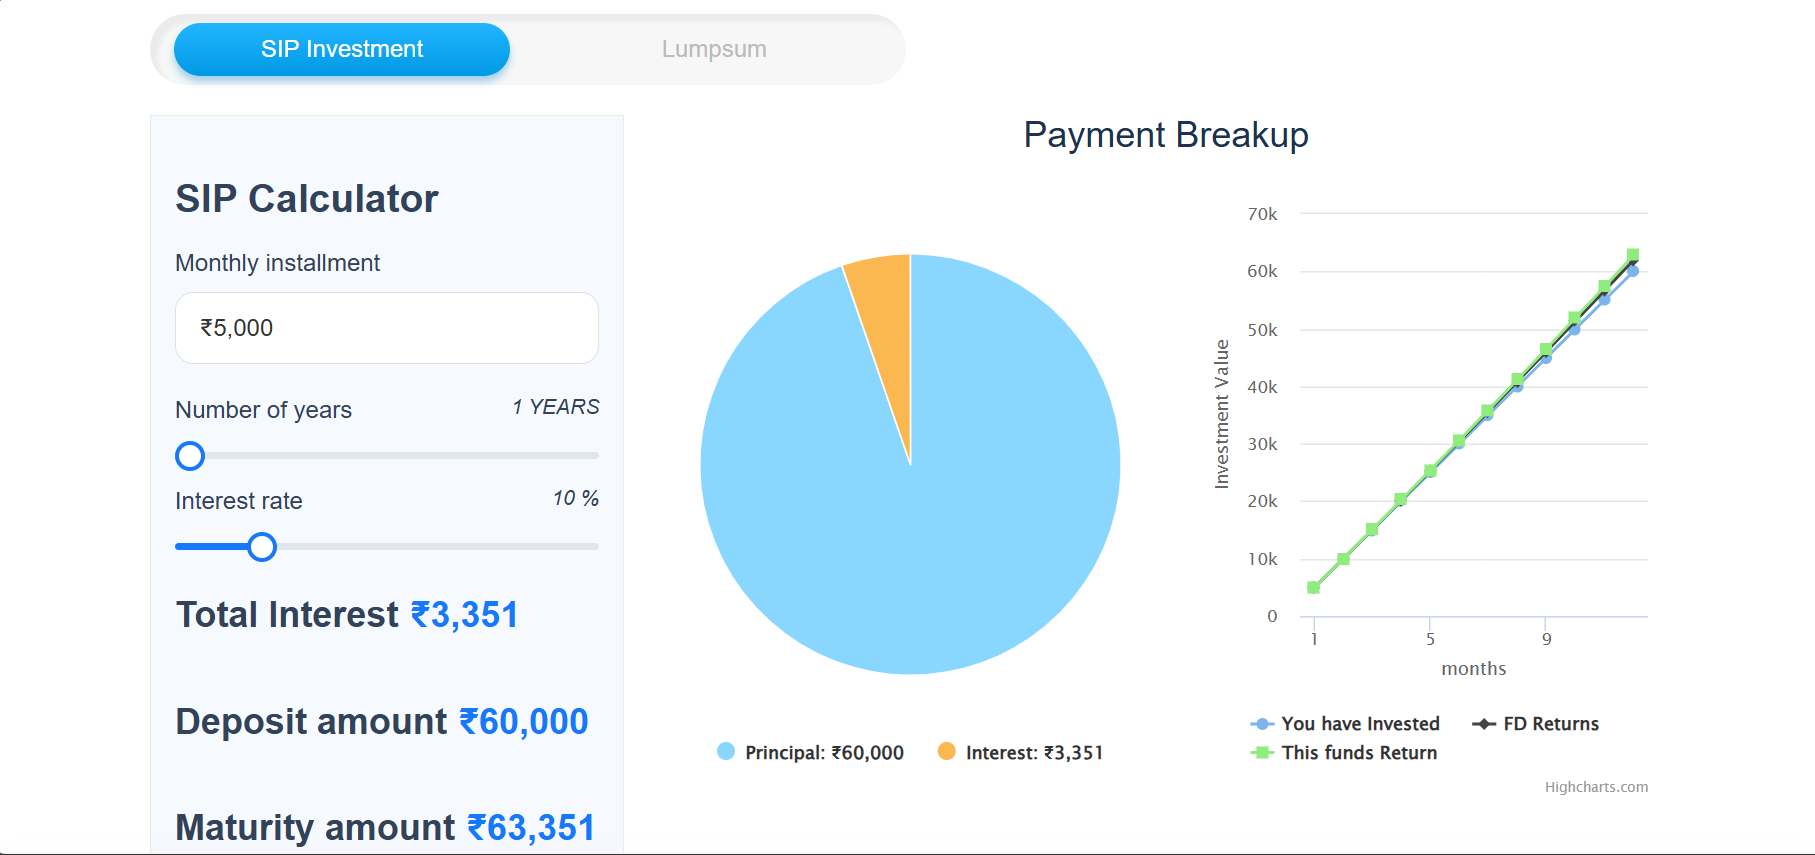 SIP Investment
Lumpsum
SIP Calculator
Monthly installment
₹5,000
Number of years
1 YEARS
Interest rate
10 %
Total Interest ₹3,351
Deposit amount ₹60,000
Maturity amount ₹63,351
Payment Breakup
Principal: ₹60,000
Interest: ₹3,351
Investment Value
70k
60k
50k
40k
30k
20k
10k
0
1
5
9
months
You have Invested
FD Returns
This funds Return
Highcharts.com